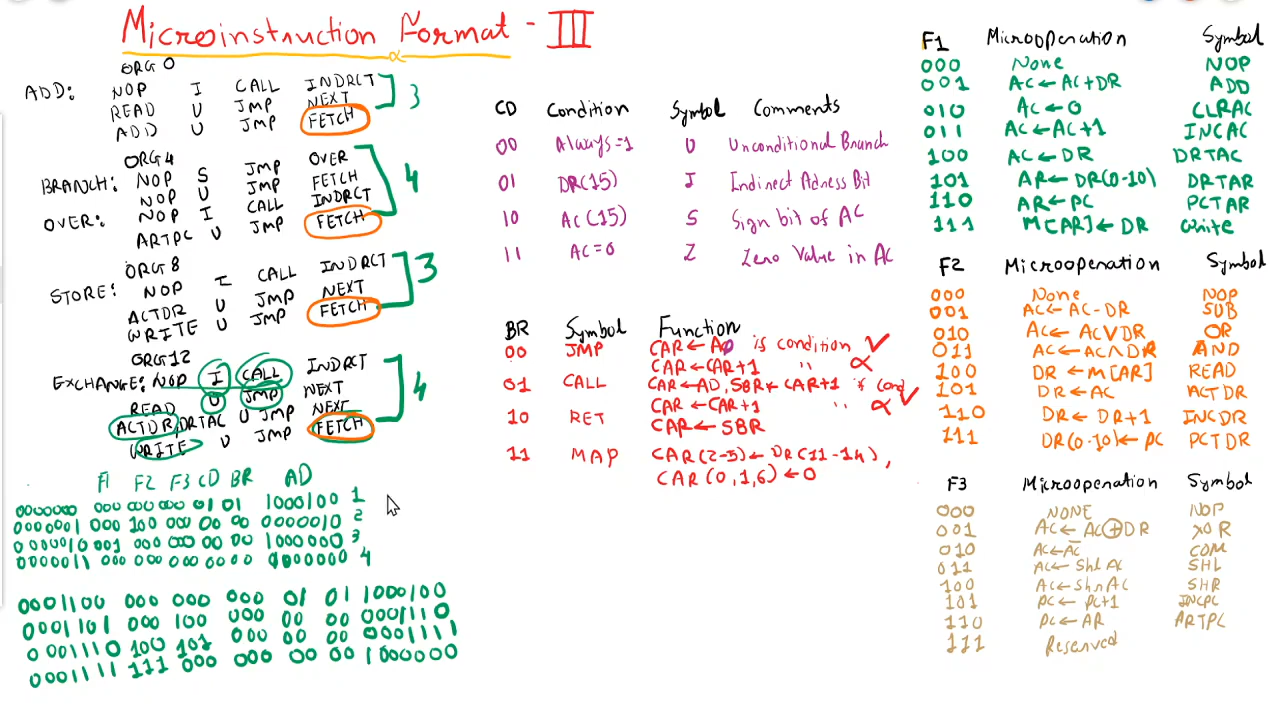 Microinstruction Format - III
ORG 0
ADD: NOP I CALL INDRCT
READ U JMP NEXT
ADD U JMP FETCH
3
ORG 4
BRANCH: NOP S JMP OVER
NOP U JMP FETCH
OVER: NOP I CALL INDRCT
ARTPC U JMP FETCH
4
ORG 8
STORE: NOP I CALL INDRCT
ACTDR U JMP NEXT
WRITE U JMP FETCH
3
ORG 12
EXCHANGE: NOP I CALL INDRCT
READ U JMP NEXT
ACTDR, DRTAC U JMP NEXT
WRITE U JMP FETCH
4
F1 F2 F3 CD BR AD
0000000 000 000 000 01 01 1000100 1
0000001 000 100 000 00 00 0000010 2
0000010 001 000 000 00 00 1000000 3
0000011 000 000 000 00 00 1000000 4
0001100 000 000 000 01 01 1000100
0001101 000 100 000 00 00 0001110
0001110 100 101 000 00 00 0001111
0001111 111 000 000 00 00 1000000
CD Condition Symbol Comments
00 Always=1 U Unconditional Branch
01 DR(15) I Indirect Adress Bit
10 AC(15) S Sign bit of AC
11 AC=0 Z Zero Value in AC
BR Symbol Function
00 JMP CAR←AD is condition ✓
CAR←CAR+1 " α
01 CALL CAR←AD, SBR←CAR+1 if cond ✓
CAR←CAR+1 " α
10 RET CAR←SBR
11 MAP CAR(2-5)←DR(11-14),
CAR(0,1,6)←0
F1 Microoperation Symbol
000 None NOP
001 AC←AC+DR ADD
010 AC←0 CLRAC
011 AC←AC+1 INCAC
100 AC←DR DRTAC
101 AR←DR(0-10) DRTAR
110 AR←PC PCTAR
111 M[AR]←DR Write
F2 Microoperation Symbol
000 None NOP
001 AC←AC-DR SUB
010 AC←AC∨DR OR
011 AC←AC∧DR AND
100 DR←M[AR] READ
101 DR←AC ACTDR
110 DR←DR+1 INCDR
111 DR(0-10)←PC PCTDR
F3 Microoperation Symbol
000 NONE NOP
001 AC←AC⊕DR XOR
010 AC←A̅C̅ COM
011 AC←Shl AC SHL
100 AC←Shr AC SHR
101 PC←PC+1 INCPC
110 PC←AR ARTPC
111 Reserved